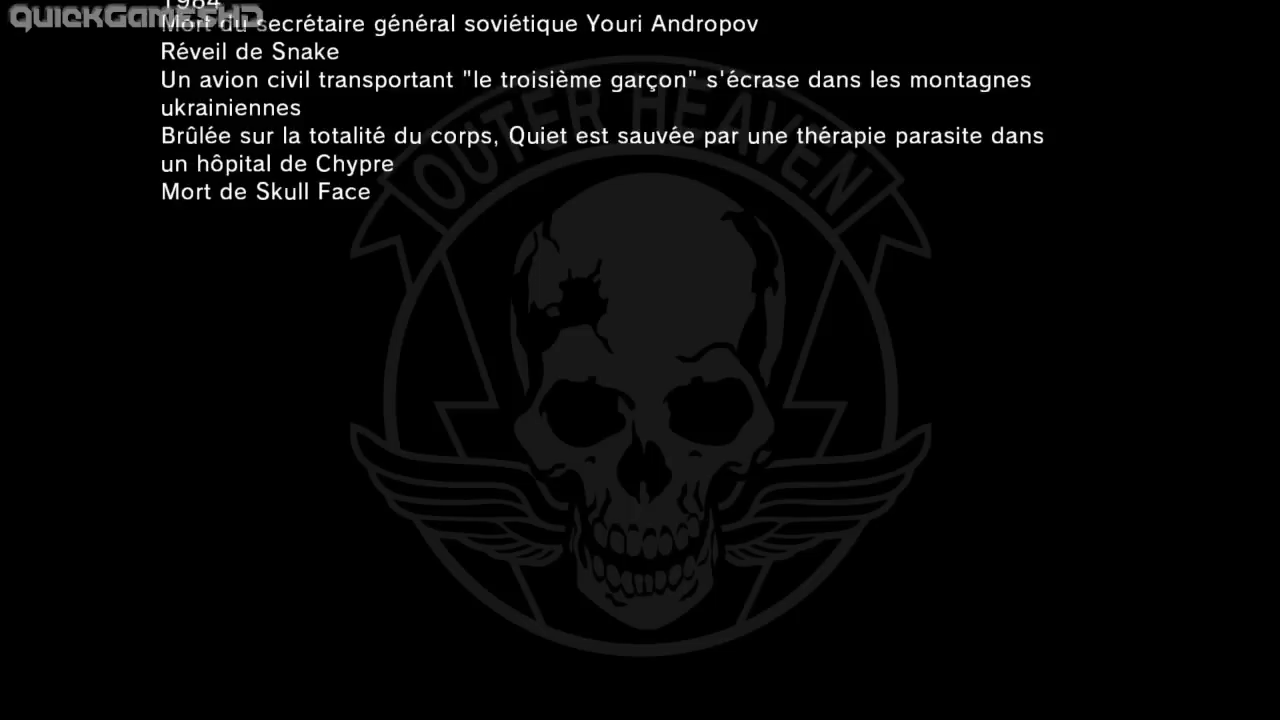 QUICKGAMESHD
1984
Mort du secrétaire général soviétique Youri Andropov
Réveil de Snake
Un avion civil transportant "le troisième garçon" s'écrase dans les montagnes
ukrainiennes
Brûlée sur la totalité du corps, Quiet est sauvée par une thérapie parasite dans
un hôpital de Chypre
Mort de Skull Face
OUTER HEAVEN